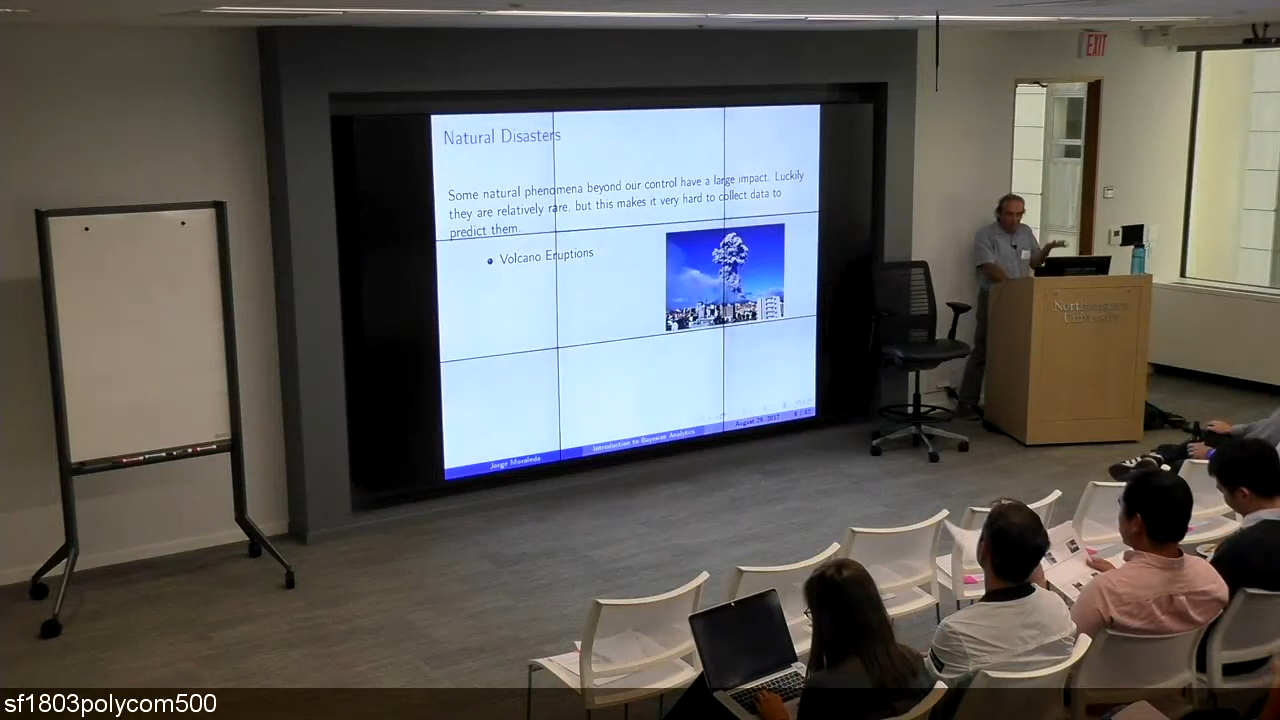 EXIT
Natural Disasters
Some natural phenomena beyond our control have a large impact. Luckily
they are relatively rare, but this makes it very hard to collect data to
predict them.
Volcano Eruptions
Jorge Moraleda
Introduction to Bayesian Analytics
August 29, 2017
Northwestern
University
sf1803polycom500